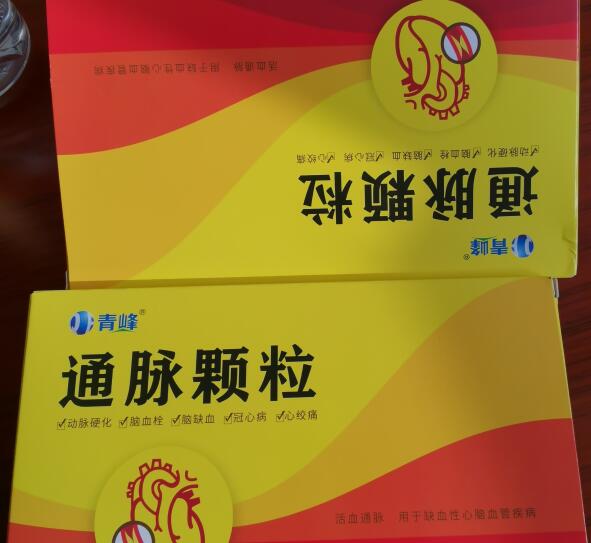 活血通脉 用于缺血性心脑血管疾病
☑动脉硬化 ☑脑血栓 ☑脑缺血 ☑冠心病 ☑心绞痛
通脉颗粒
青峰®
青峰®
通脉颗粒
☑动脉硬化 ☑脑血栓 ☑脑缺血 ☑冠心病 ☑心绞痛
活血通脉 用于缺血性心脑血管疾病